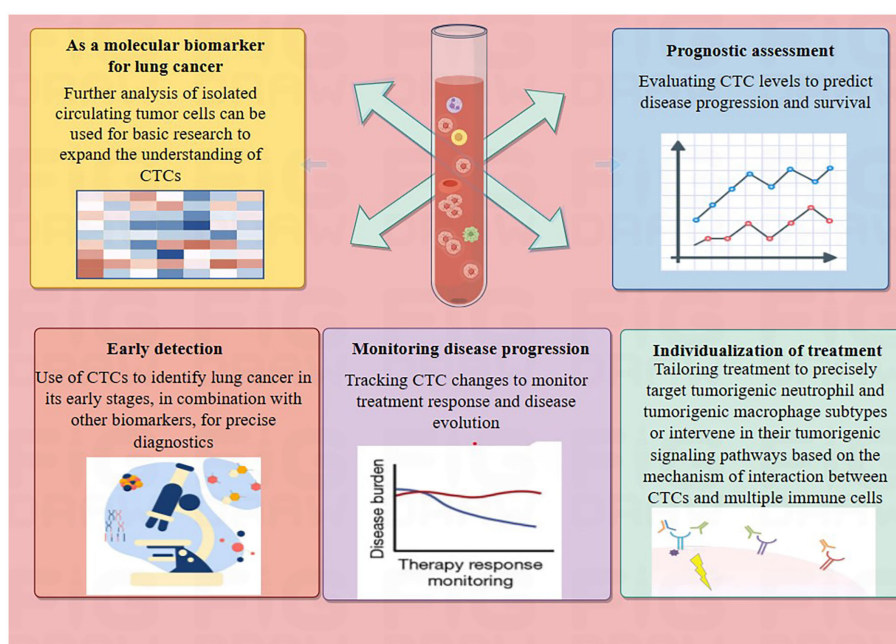 As a molecular biomarker
for lung cancer
Further analysis of isolated
circulating tumor cells can be
used for basic research to
expand the understanding of
CTCs
Prognostic assessment
Evaluating CTC levels to predict
disease progression and survival
Early detection
Use of CTCs to identify lung cancer in
its early stages, in combination with
other biomarkers, for precise
diagnostics
Monitoring disease progression
Tracking CTC changes to monitor
treatment response and disease
evolution
Disease burden
Therapy response
monitoring
Individualization of treatment
Tailoring treatment to precisely
target tumorigenic neutrophil and
tumorigenic macrophage subtypes
or intervene in their tumorigenic
signaling pathways based on the
mechanism of interaction between
CTCs and multiple immune cells